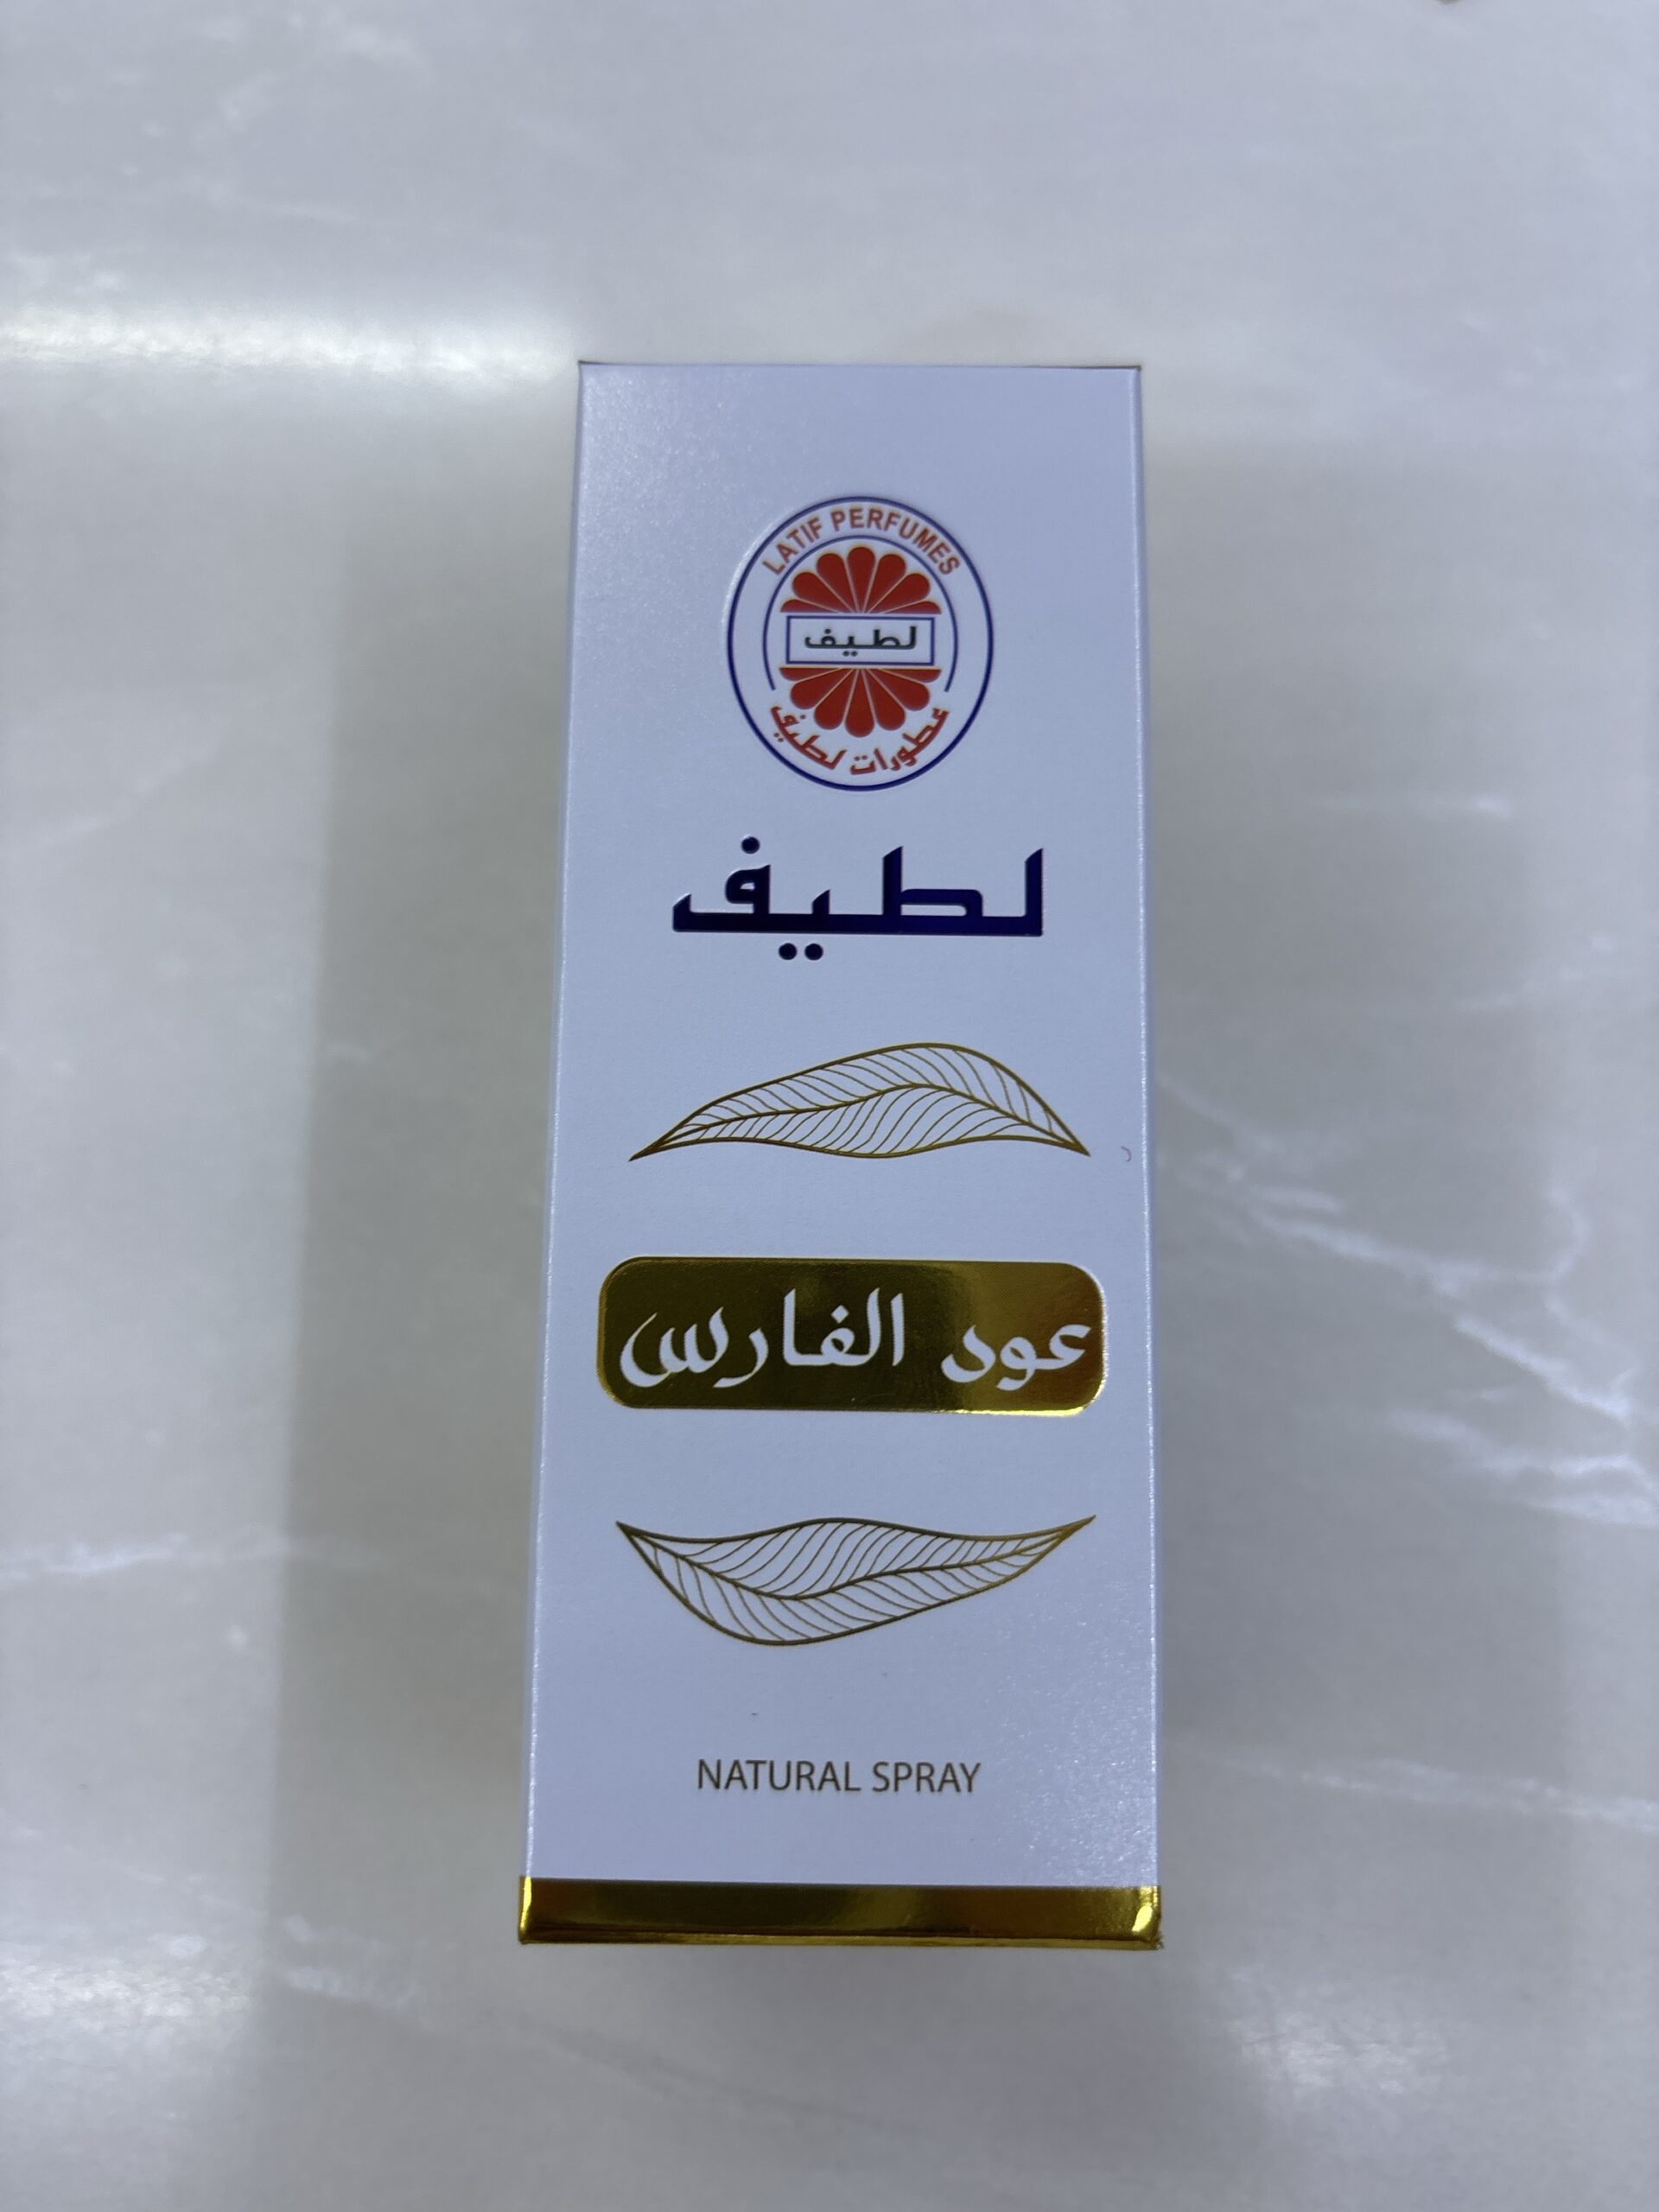 LATIF PERFUMES
لطيف
عطورات لطيف
لطيف
عود الفارس
NATURAL SPRAY